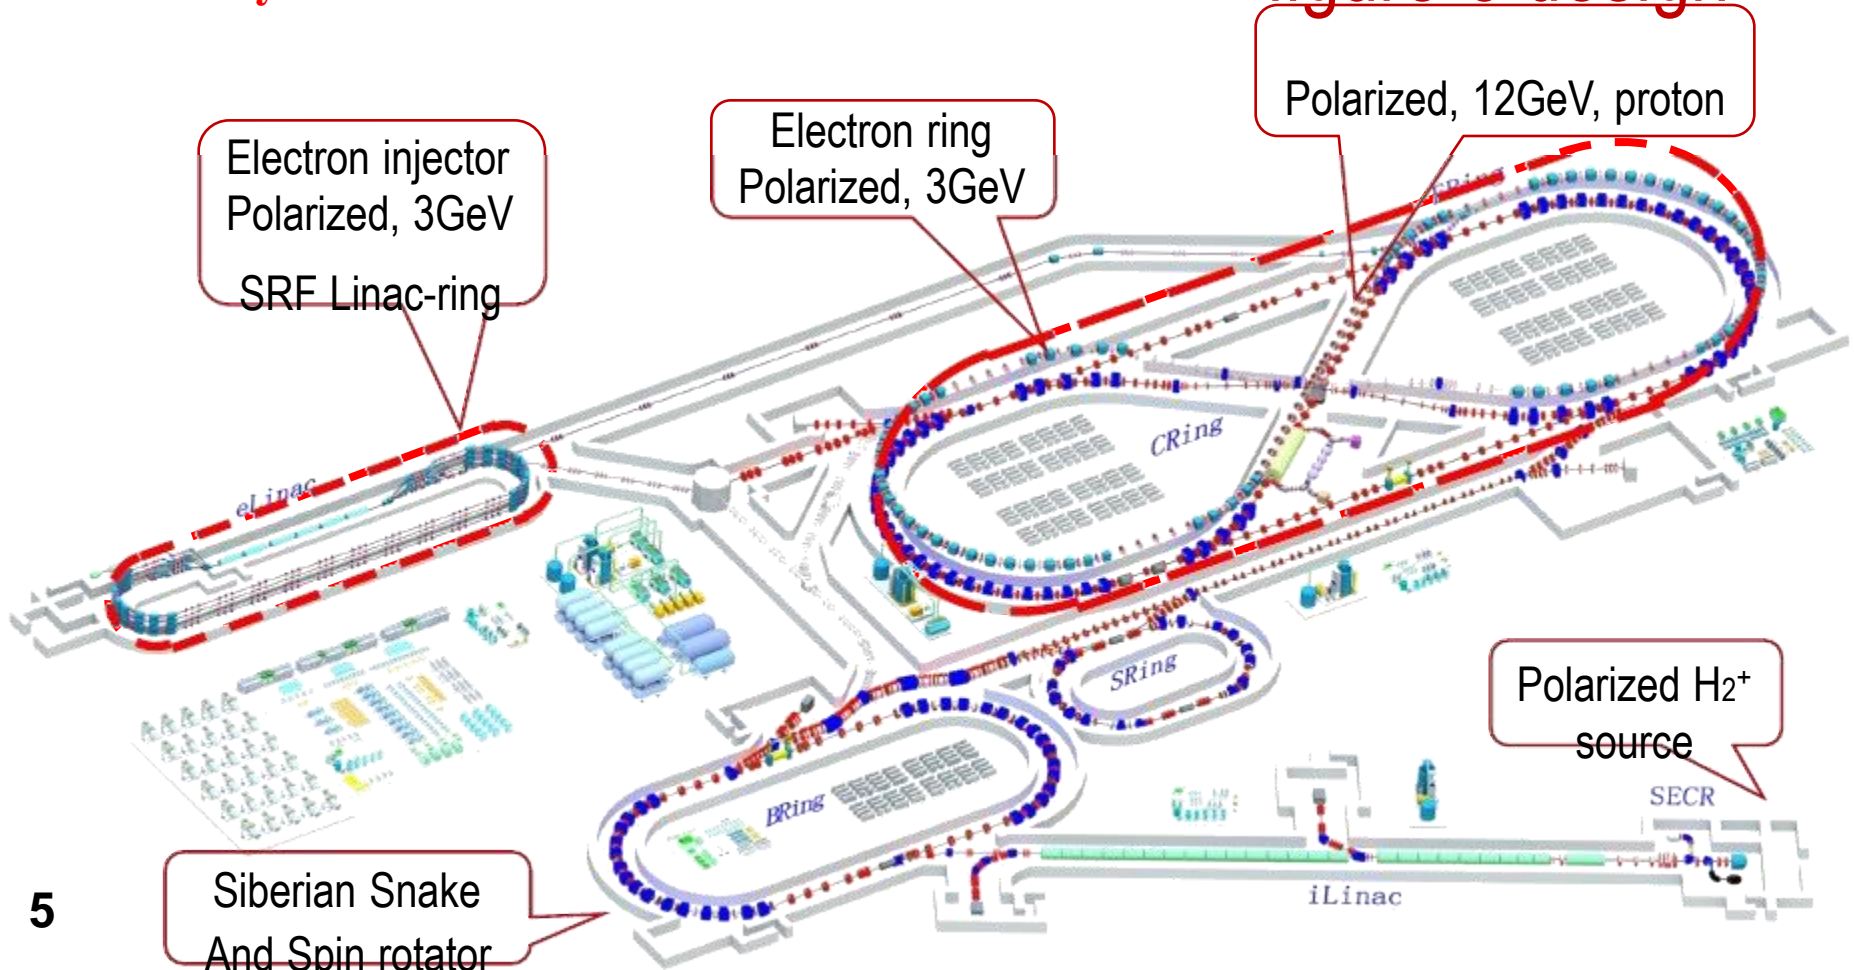 Polarized, 12GeV, proton
Electron ring
Polarized, 3GeV
Electron injector
Polarized, 3GeV
SRF Linac-ring
eLinac
CRing
SRing
BRing
Polarized H2+
source
SECR
iLinac
Siberian Snake
And Spin rotator
5